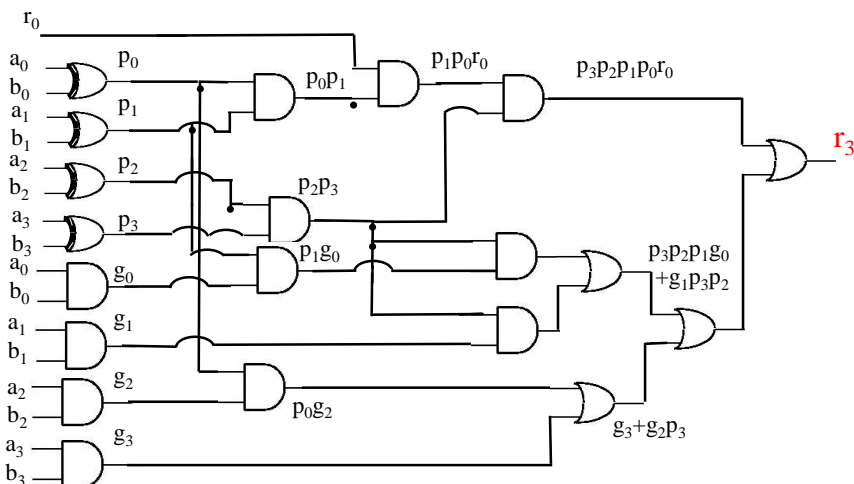 r0
a0
b0
p0
p0p1
p1p0r0
p3p2p1p0r0
a1
b1
p1
r3
a2
b2
p2
p2p3
a3
b3
p3
a0
b0
g0
p1g0
p3p2p1g0
+g1p3p2
a1
b1
g1
a2
b2
g2
p0g2
g3+g2p3
a3
b3
g3